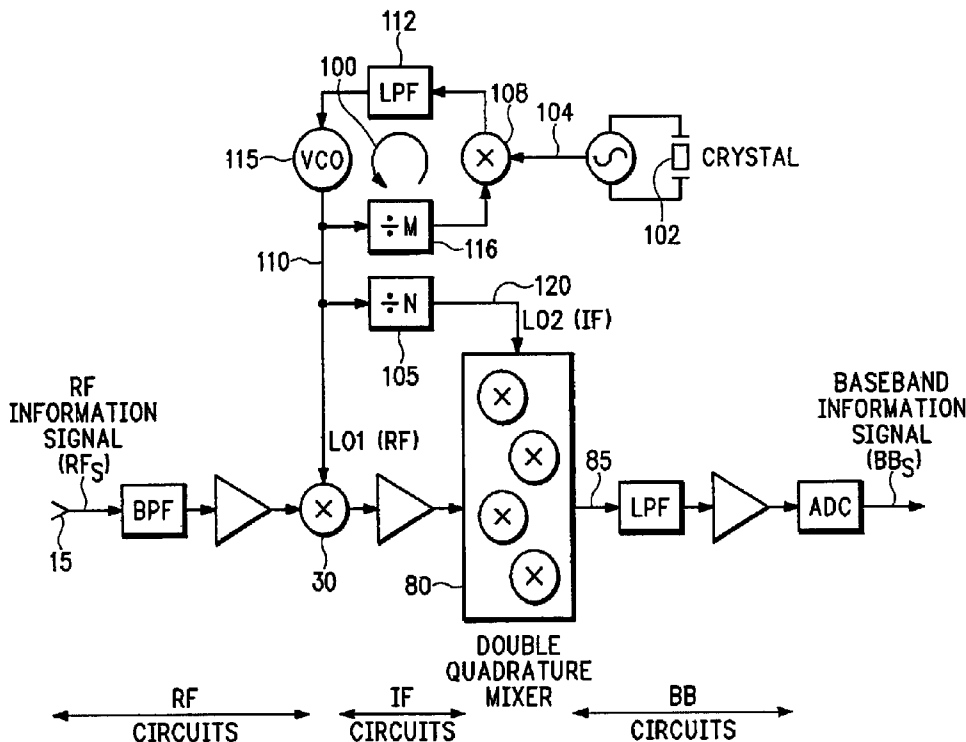 112
100
LPF
108
104
115
VCO
×
CRYSTAL
÷ M
116
102
110
÷ N
120
LO2 (IF)
105
RF
INFORMATION
SIGNAL
(RFS)
LO1 (RF)
×
×
×
×
BASEBAND
INFORMATION
SIGNAL
(BBS)
85
BPF
×
LPF
ADC
15
30
80
DOUBLE
QUADRATURE
MIXER
RF
CIRCUITS
IF
CIRCUITS
BB
CIRCUITS